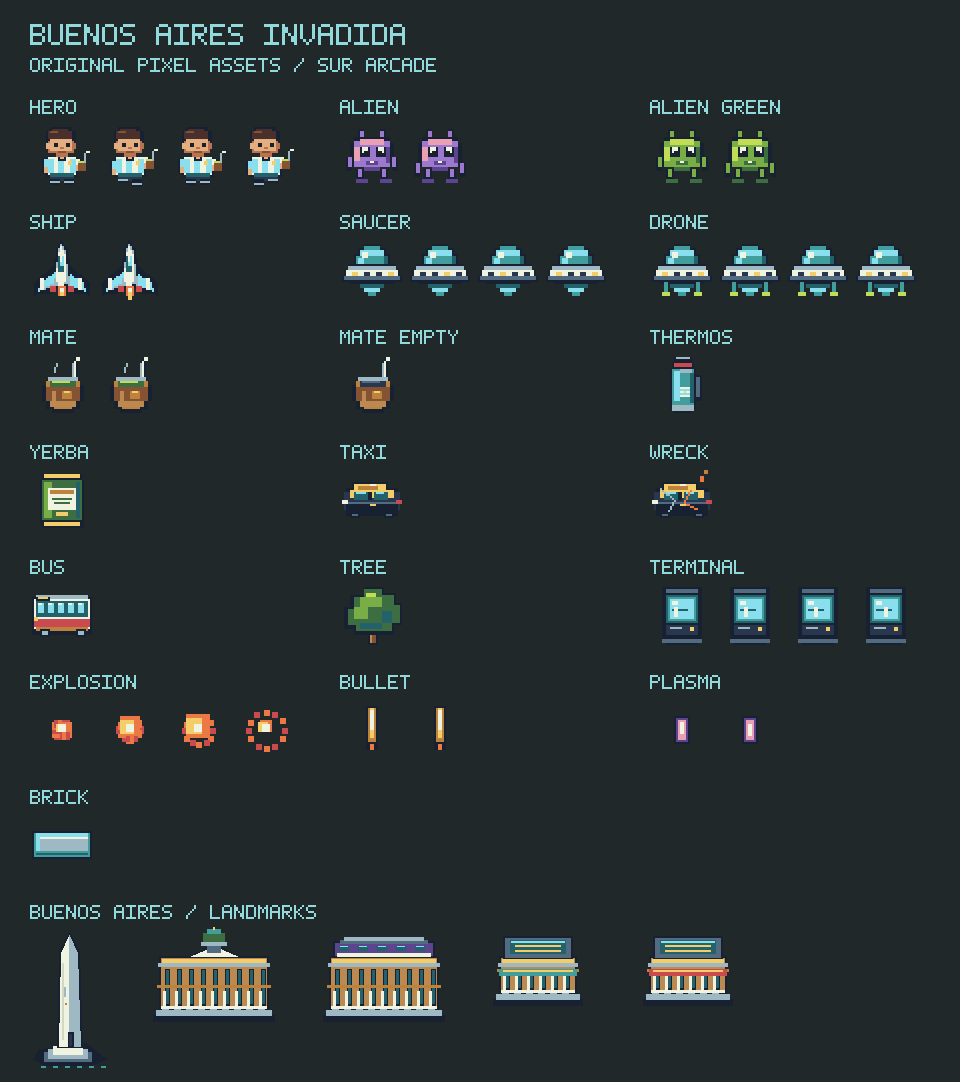 BUENOS AIRES INVADIDA
ORIGINAL PIXEL ASSETS / SUR ARCADE
HERO
ALIEN
ALIEN GREEN
SHIP
SAUCER
DRONE
MATE
MATE EMPTY
THERMOS
YERBA
TAXI
WRECK
BUS
TREE
TERMINAL
EXPLOSION
BULLET
PLASMA
BRICK
BUENOS AIRES / LANDMARKS